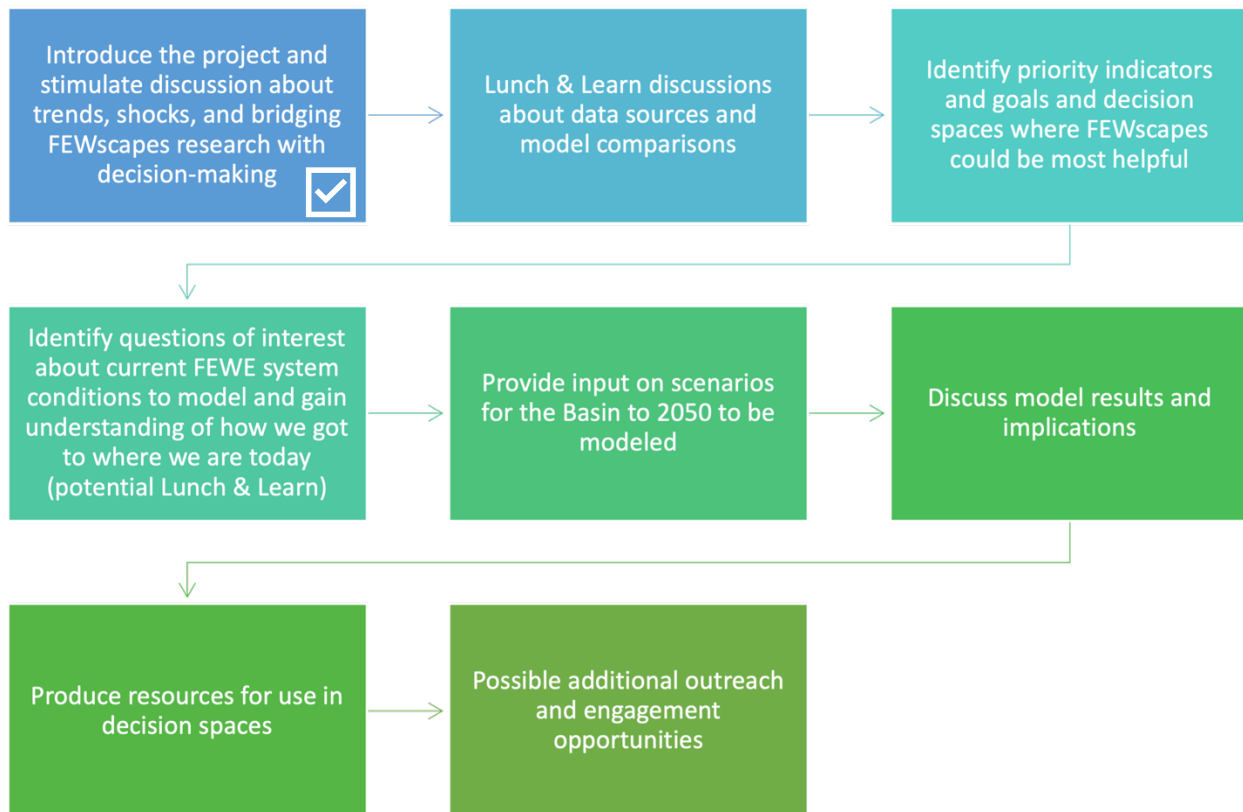 Introduce the project and
stimulate discussion about
trends, shocks, and bridging
FEWscapes research with
decision-making
Lunch & Learn discussions
about data sources and
model comparisons
Identify priority indicators
and goals and decision
spaces where FEWscapes
could be most helpful
Identify questions of interest
about current FEWE system
conditions to model and gain
understanding of how we got
to where we are today
(potential Lunch & Learn)
Provide input on scenarios
for the Basin to 2050 to be
modeled
Discuss model results and
implications
Produce resources for use in
decision spaces
Possible additional outreach
and engagement
opportunities